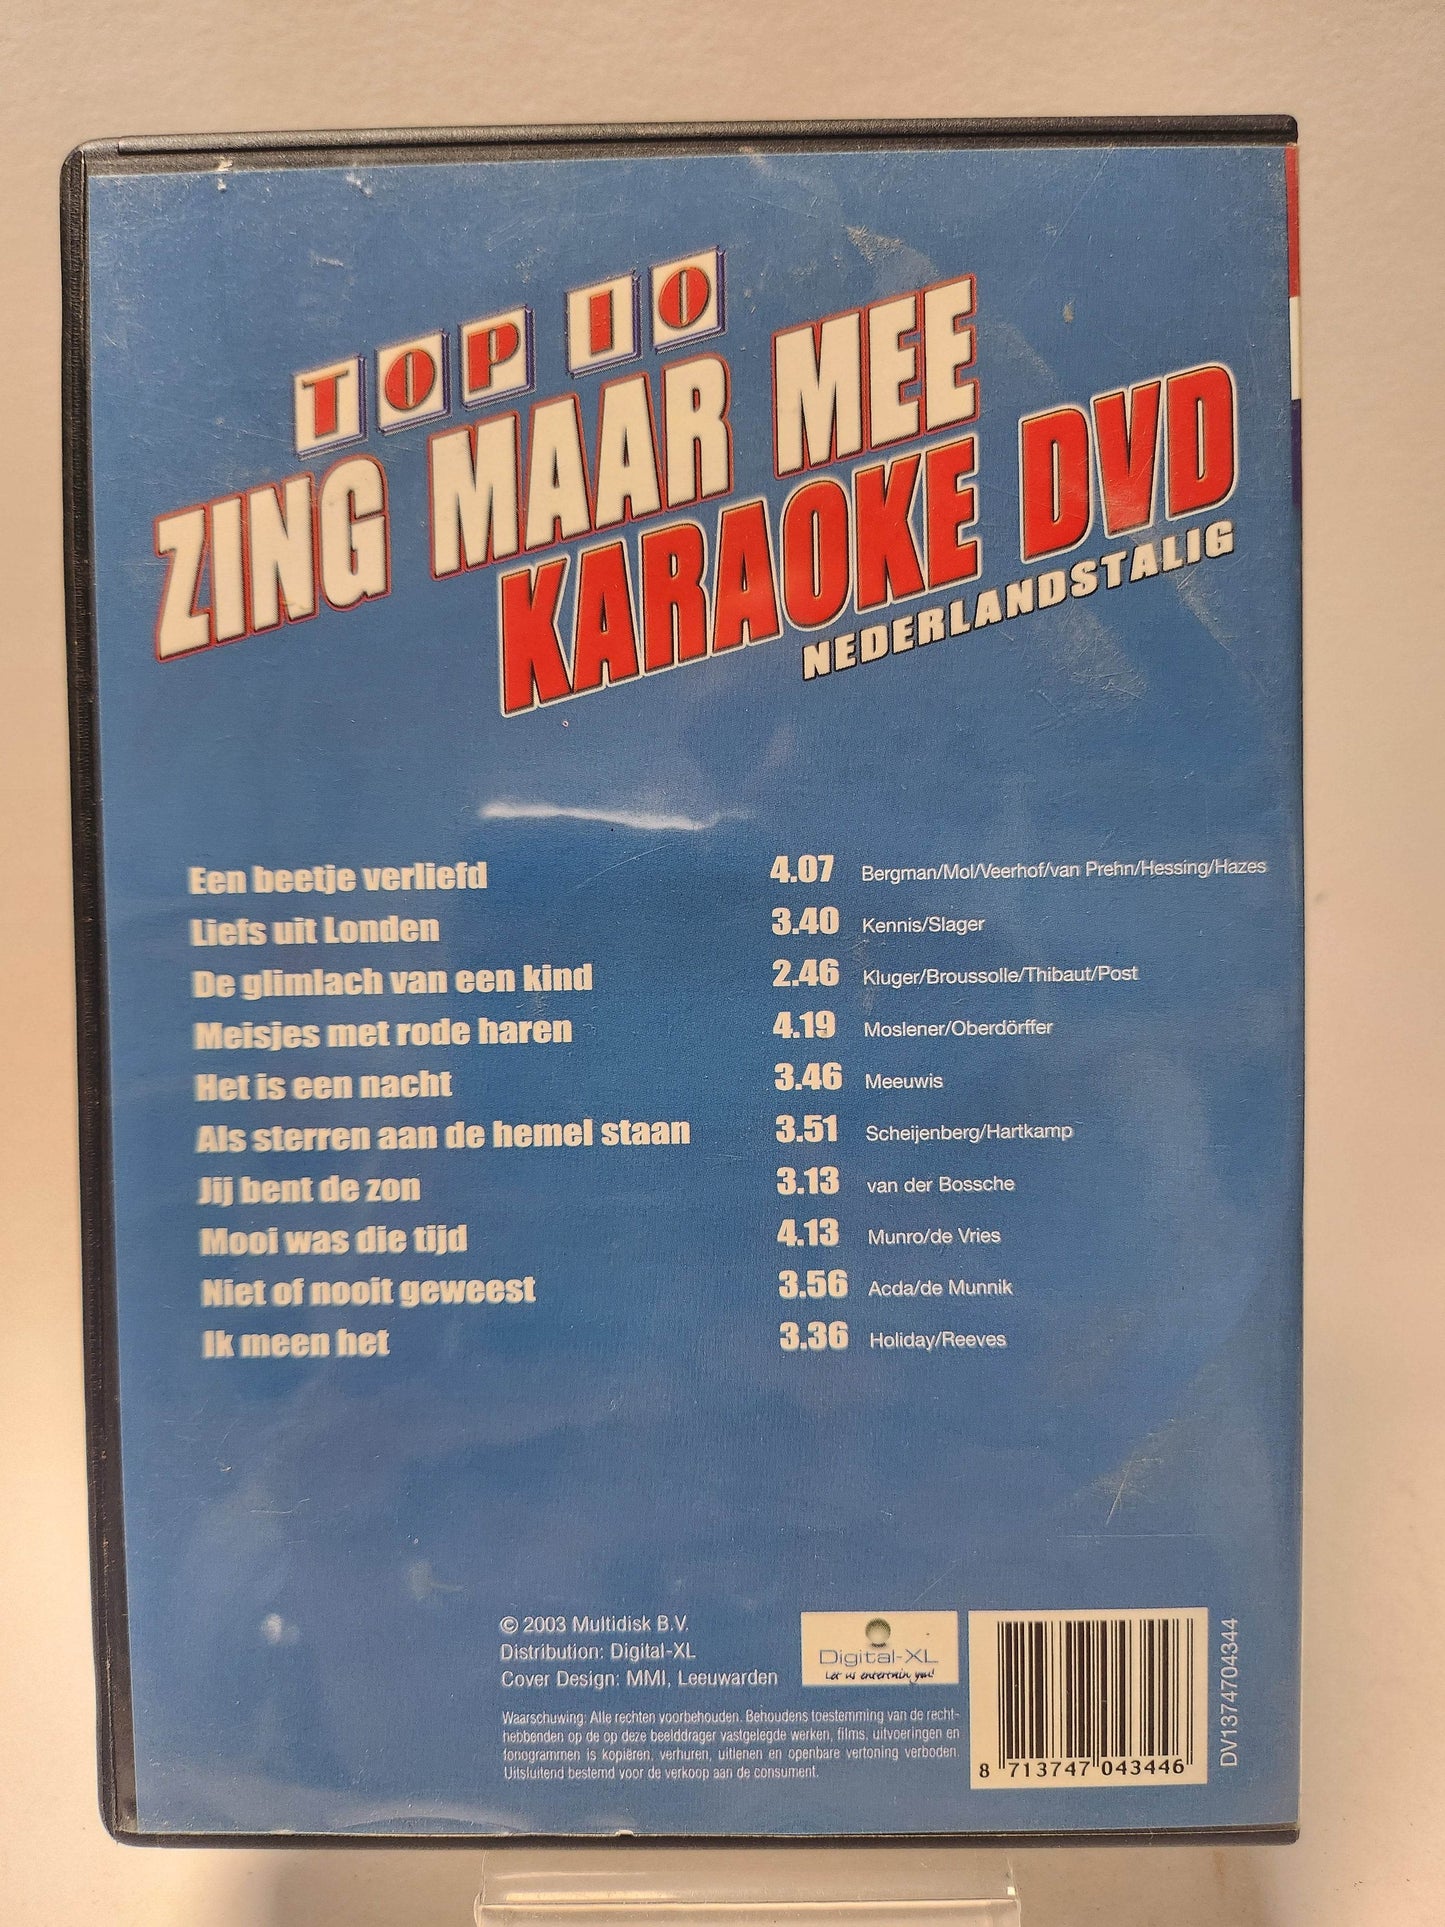 TOP 10
ZING MAAR MEE
KARAOKE DVD
NEDERLANDSTALIG
Een beetje verliefd 4.07 Bergman/Mol/Veerhof/van Prehn/Hessing/Hazes
Liefs uit Londen 3.40 Kennis/Slager
De glimlach van een kind 2.46 Kluger/Broussolle/Thibaut/Post
Meisjes met rode haren 4.19 Moslener/Oberdörffer
Het is een nacht 3.46 Meeuwis
Als sterren aan de hemel staan 3.51 Scheijenberg/Hartkamp
Jij bent de zon 3.13 van der Bossche
Mooi was die tijd 4.13 Munro/de Vries
Niet of nooit geweest 3.56 Acda/de Munnik
Ik meen het 3.36 Holiday/Reeves
© 2003 Multidisk B.V.
Distribution: Digital-XL
Cover Design: MMI, Leeuwarden
Waarschuwing: Alle rechten voorbehouden. Behoudens toestemming van de recht-
hebbenden op de op deze beelddrager vastgelegde werken, films, uitvoeringen en
fonogrammen is kopiëren, verhuren, uitlenen en openbare vertoning verboden.
Uitsluitend bestemd voor de verkoop aan de consument.
Digital-XL
Let us entertain you!
8 713747 043446
DV1374704344